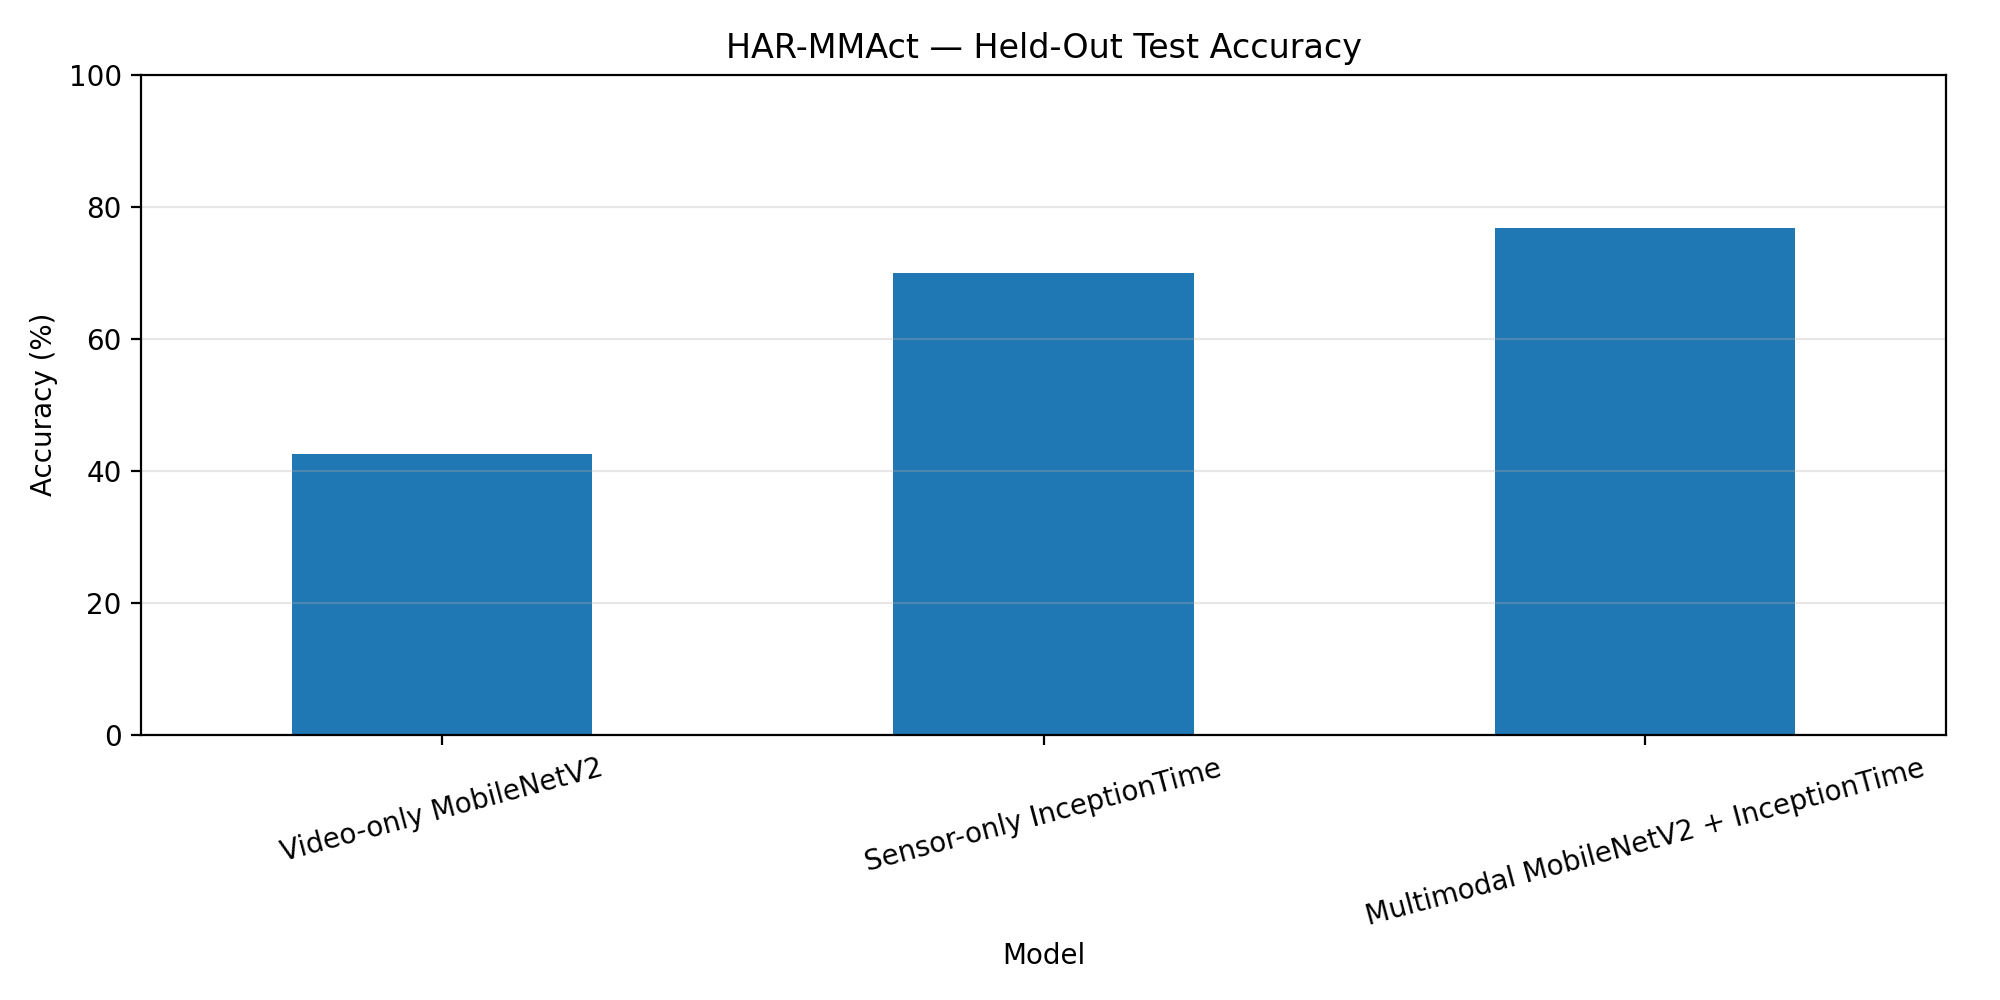 HAR-MMAct — Held-Out Test Accuracy
100
80
60
40
20
0
Accuracy (%)
Video-only MobileNetV2
Sensor-only InceptionTime
Multimodal MobileNetV2 + InceptionTime
Model